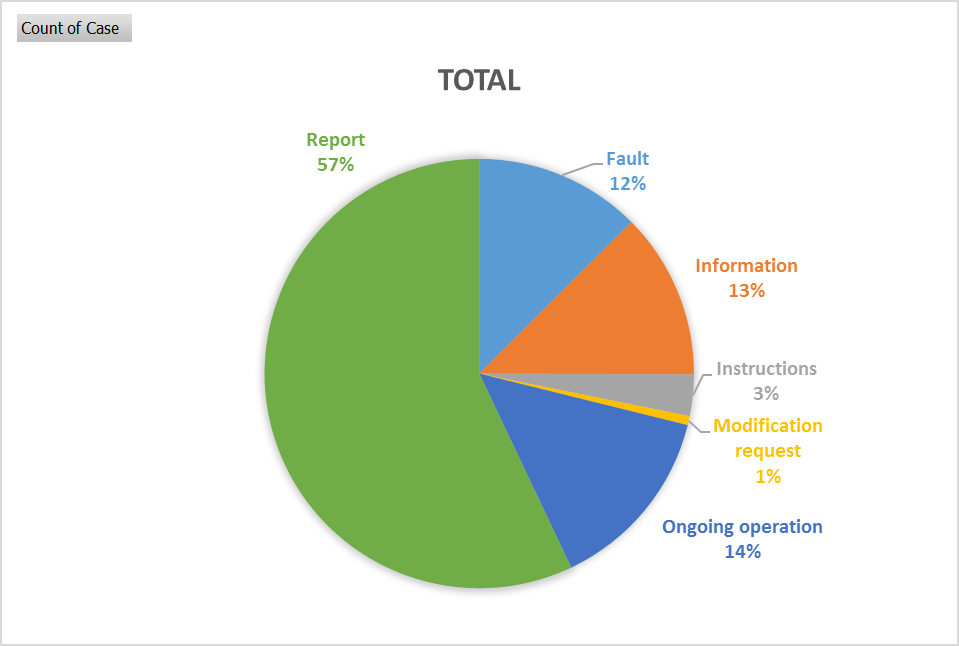 Count of Case
TOTAL
Report
57%
Fault
12%
Information
13%
Instructions
3%
Modification
request
1%
Ongoing operation
14%